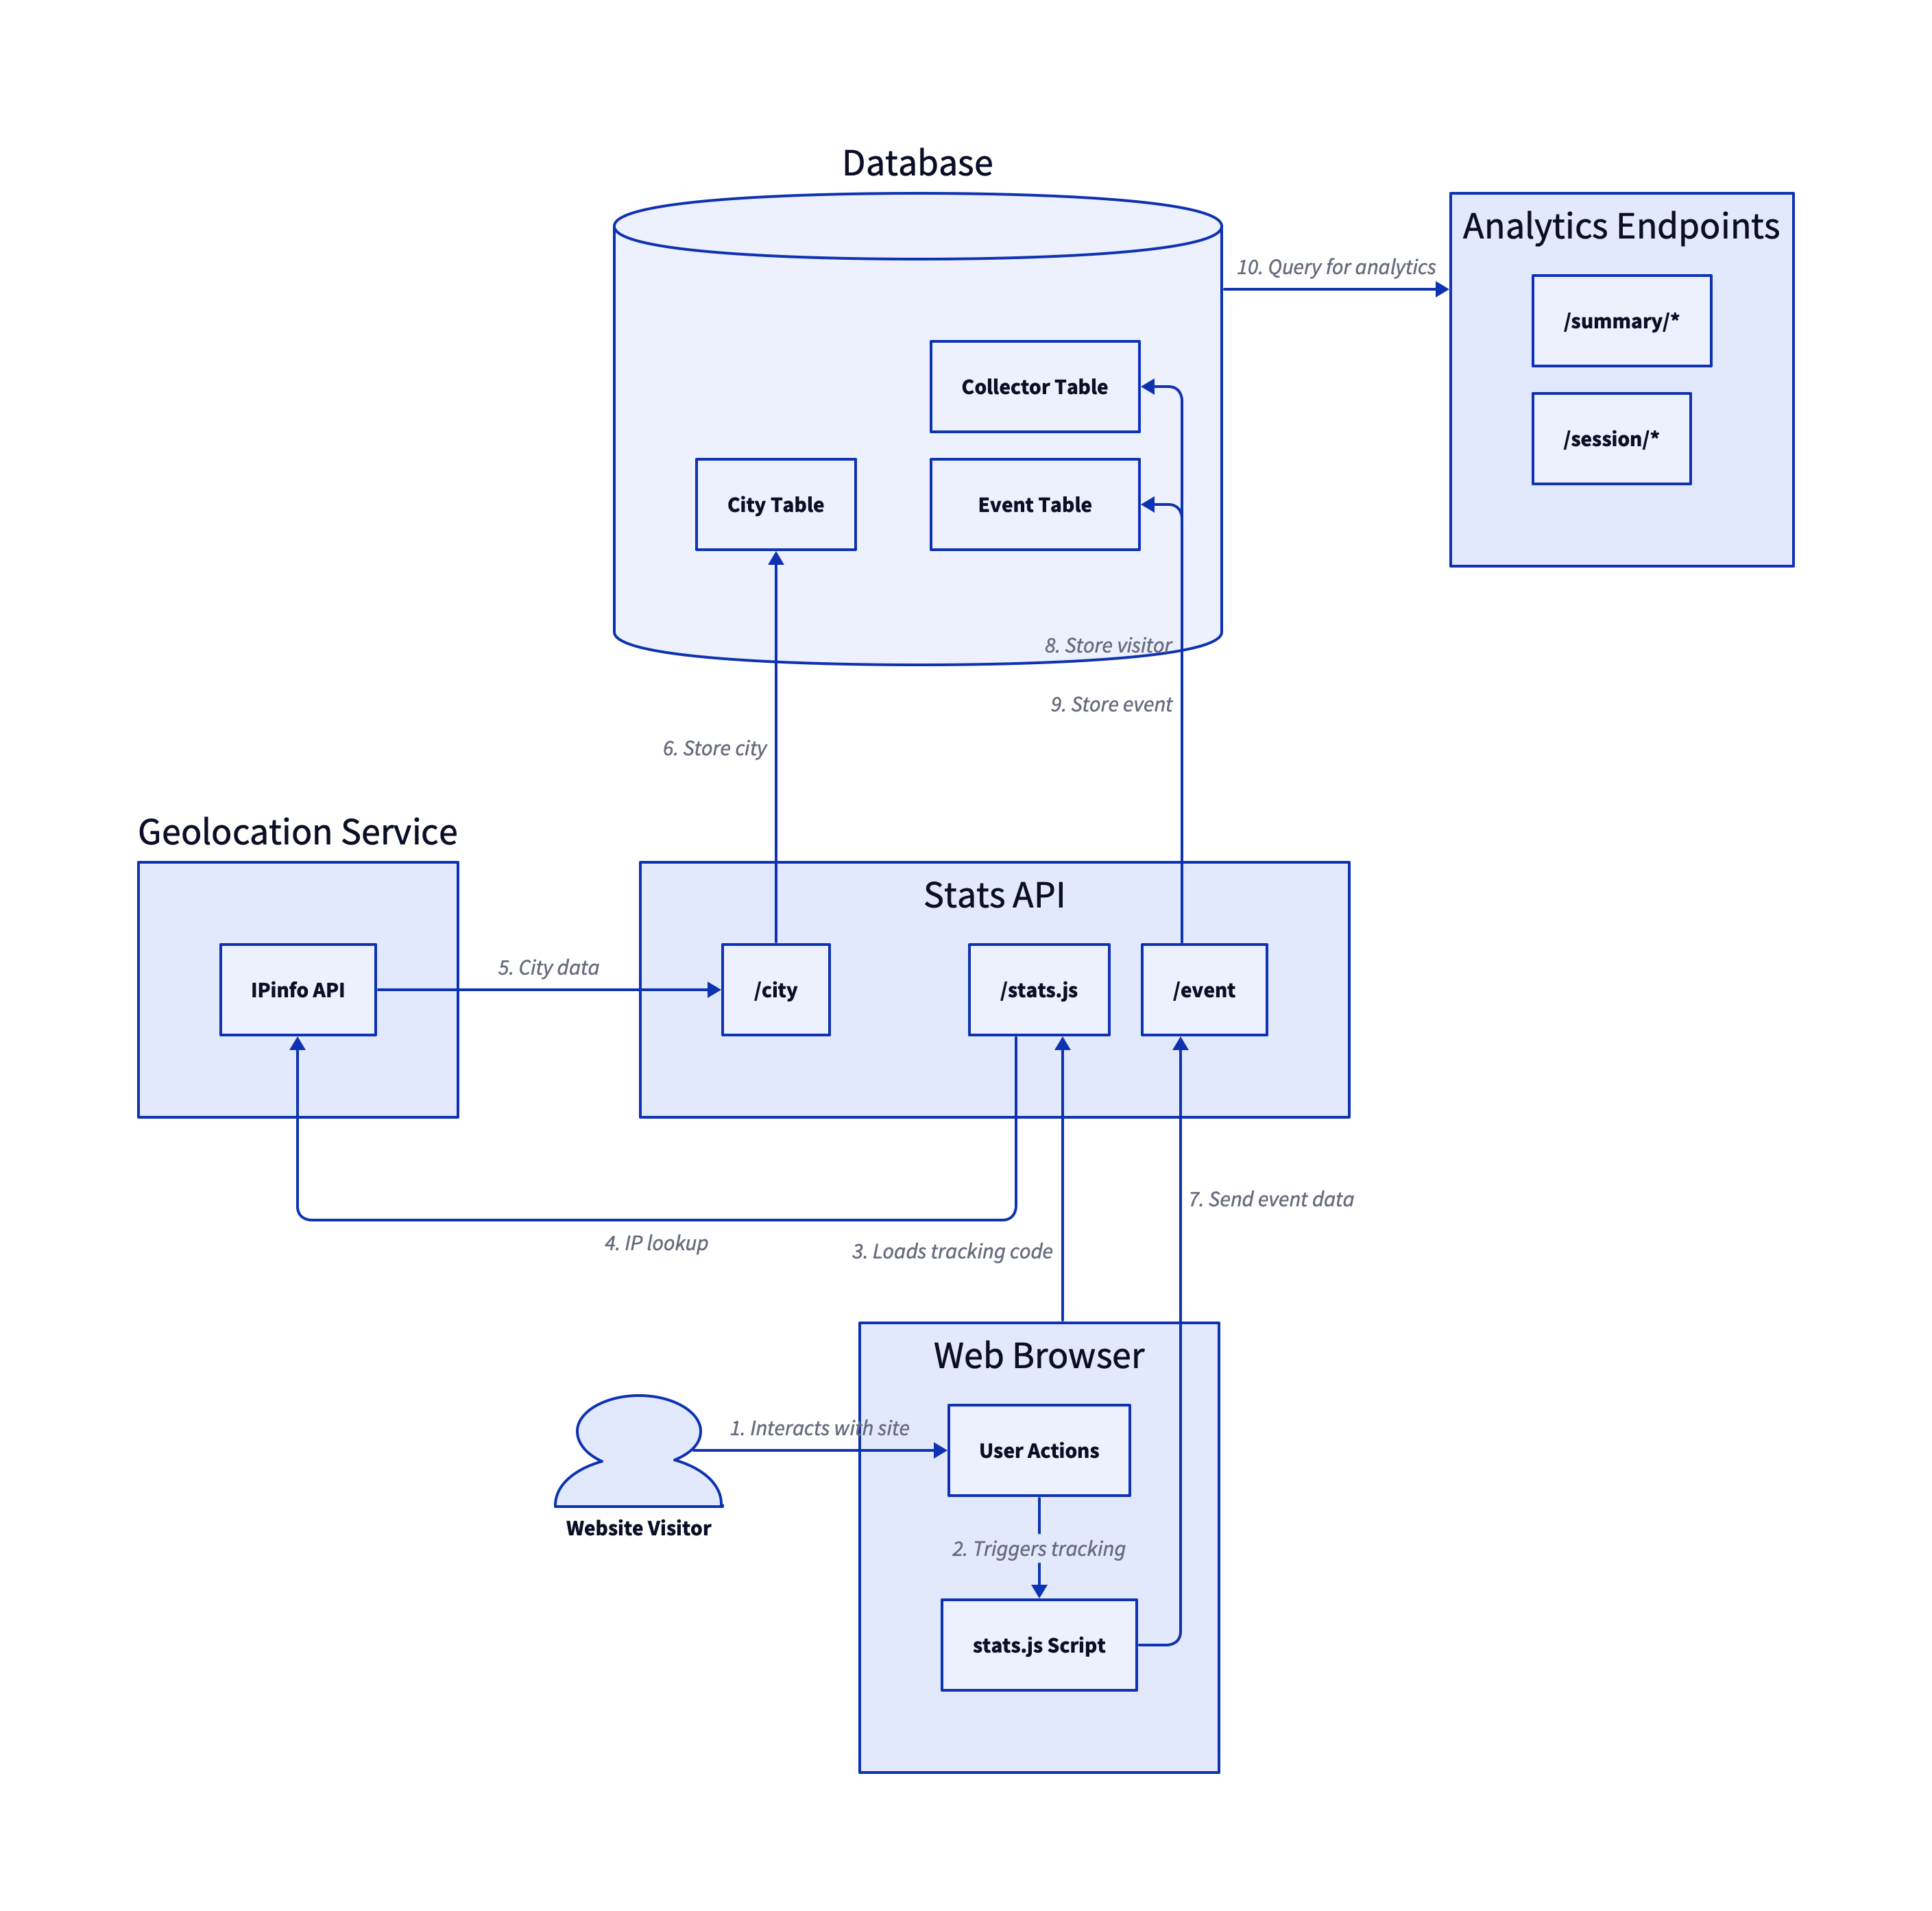 Database
Analytics Endpoints
10. Query for analytics
/summary/*
Collector Table
/session/*
City Table
Event Table
8. Store visitor
9. Store event
6. Store city
Geolocation Service
Stats API
5. City data
IPinfo API
/city
/stats.js
/event
7. Send event data
4. IP lookup
3. Loads tracking code
Web Browser
1. Interacts with site
User Actions
Website Visitor
2. Triggers tracking
stats.js Script